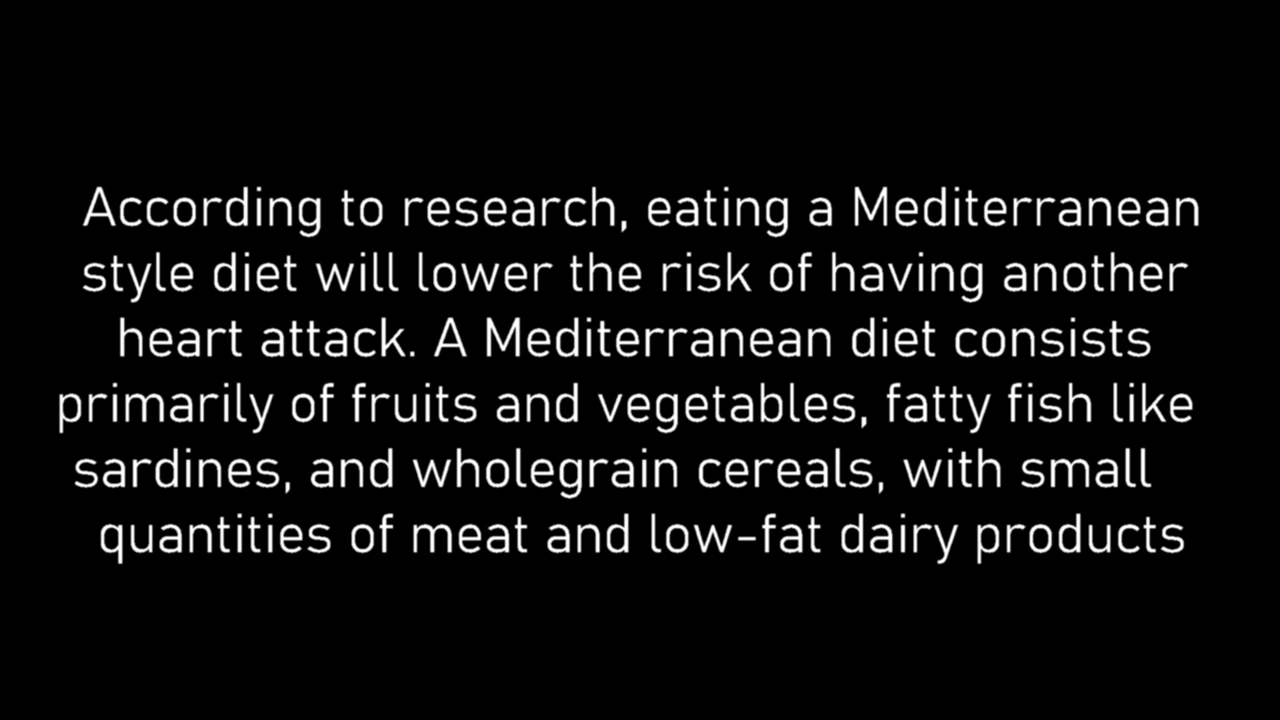 According to research, eating a Mediterranean
style diet will lower the risk of having another
heart attack. A Mediterranean diet consists
primarily of fruits and vegetables, fatty fish like
sardines, and wholegrain cereals, with small
quantities of meat and low-fat dairy products